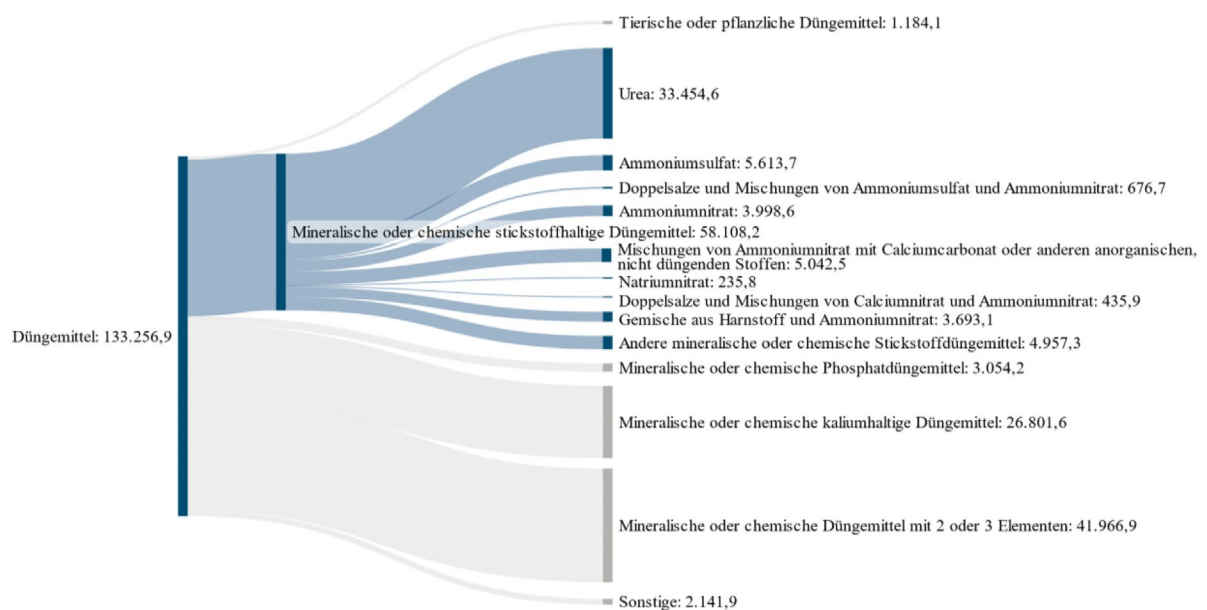 Tierische oder pflanzliche Düngemittel: 1.184,1
Urea: 33.454,6
Ammoniumsulfat: 5.613,7
Doppelsalze und Mischungen von Ammoniumsulfat und Ammoniumnitrat: 676,7
Ammoniumnitrat: 3.998,6
Mineralische oder chemische stickstoffhaltige Düngemittel: 58.108,2
Mischungen von Ammoniumnitrat mit Calciumcarbonat oder anderen anorganischen,
nicht düngenden Stoffen: 5.042,5
Natriumnitrat: 235,8
Doppelsalze und Mischungen von Calciumnitrat und Ammoniumnitrat: 435,9
Gemische aus Harnstoff und Ammoniumnitrat: 3.693,1
Düngemittel: 133.256,9
Andere mineralische oder chemische Stickstoffdüngemittel: 4.957,3
Mineralische oder chemische Phosphatdüngemittel: 3.054,2
Mineralische oder chemische kaliumhaltige Düngemittel: 26.801,6
Mineralische oder chemische Düngemittel mit 2 oder 3 Elementen: 41.966,9
Sonstige: 2.141,9